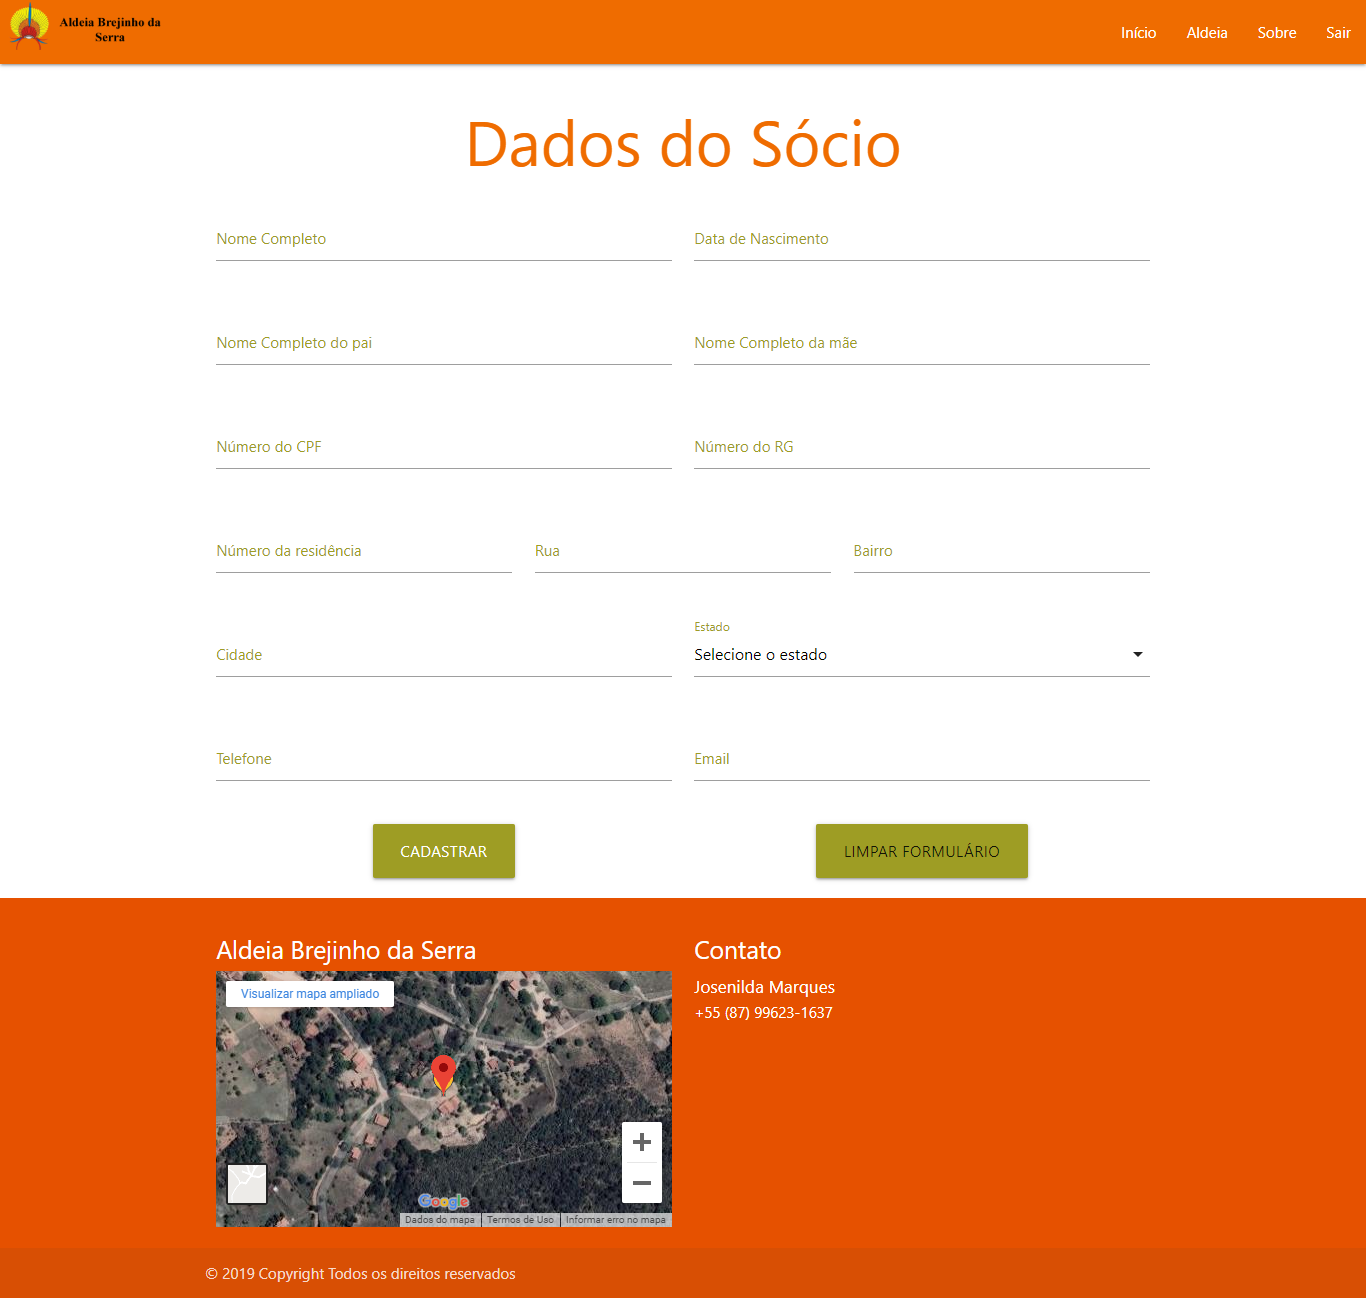 Aldeia Brejinho da
Serra
Início Aldeia Sobre Sair
Dados do Sócio
Nome Completo Data de Nascimento
Nome Completo do pai Nome Completo da mãe
Número do CPF Número do RG
Número da residência Rua Bairro
Estado
Cidade Selecione o estado
Telefone Email
CADASTRAR LIMPAR FORMULÁRIO
Aldeia Brejinho da Serra
Visualizar mapa ampliado
Google
Dados do mapa Termos de Uso Informar erro no mapa
Contato
Josenilda Marques
+55 (87) 99623-1637
© 2019 Copyright Todos os direitos reservados